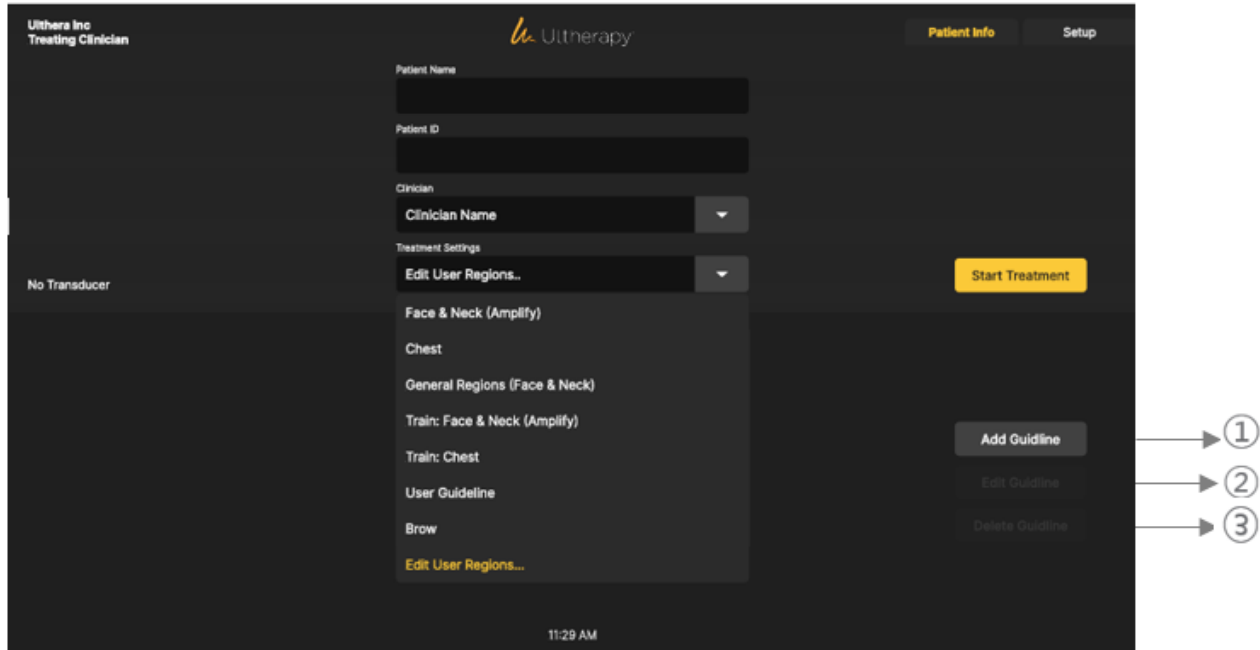 Ulthera Inc
Treating Clinician
Ultherapy
Patient Info
Setup
Patient Name
Patient ID
Clinician
Clinician Name
Treatment Settings
Edit User Regions..
No Transducer
Start Treatment
Face & Neck (Amplify)
Chest
General Regions (Face & Neck)
Train: Face & Neck (Amplify)
Train: Chest
User Guideline
Brow
Edit User Regions...
Add Guidline
①
Edit Guidline
②
Delete Guidline
③
11:29 AM